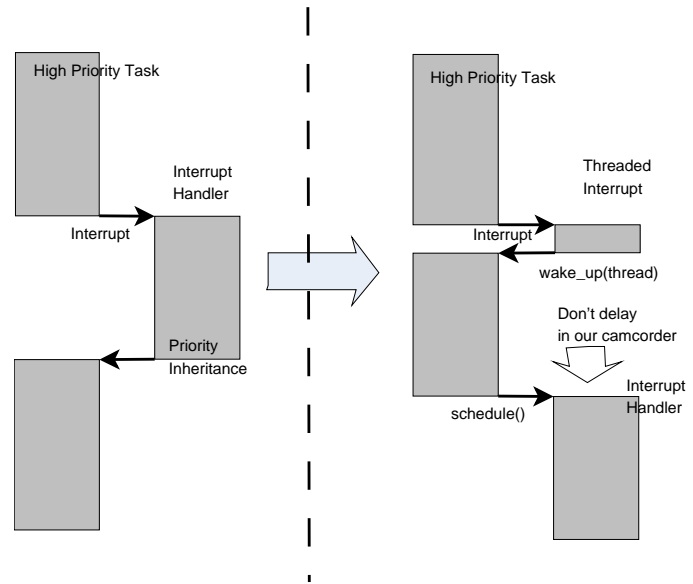 High Priority Task
Interrupt
Handler
Interrupt
Priority
Inheritance
High Priority Task
Threaded
Interrupt
Interrupt
wake_up(thread)
Don't delay
in our camcorder
Interrupt
Handler
schedule()